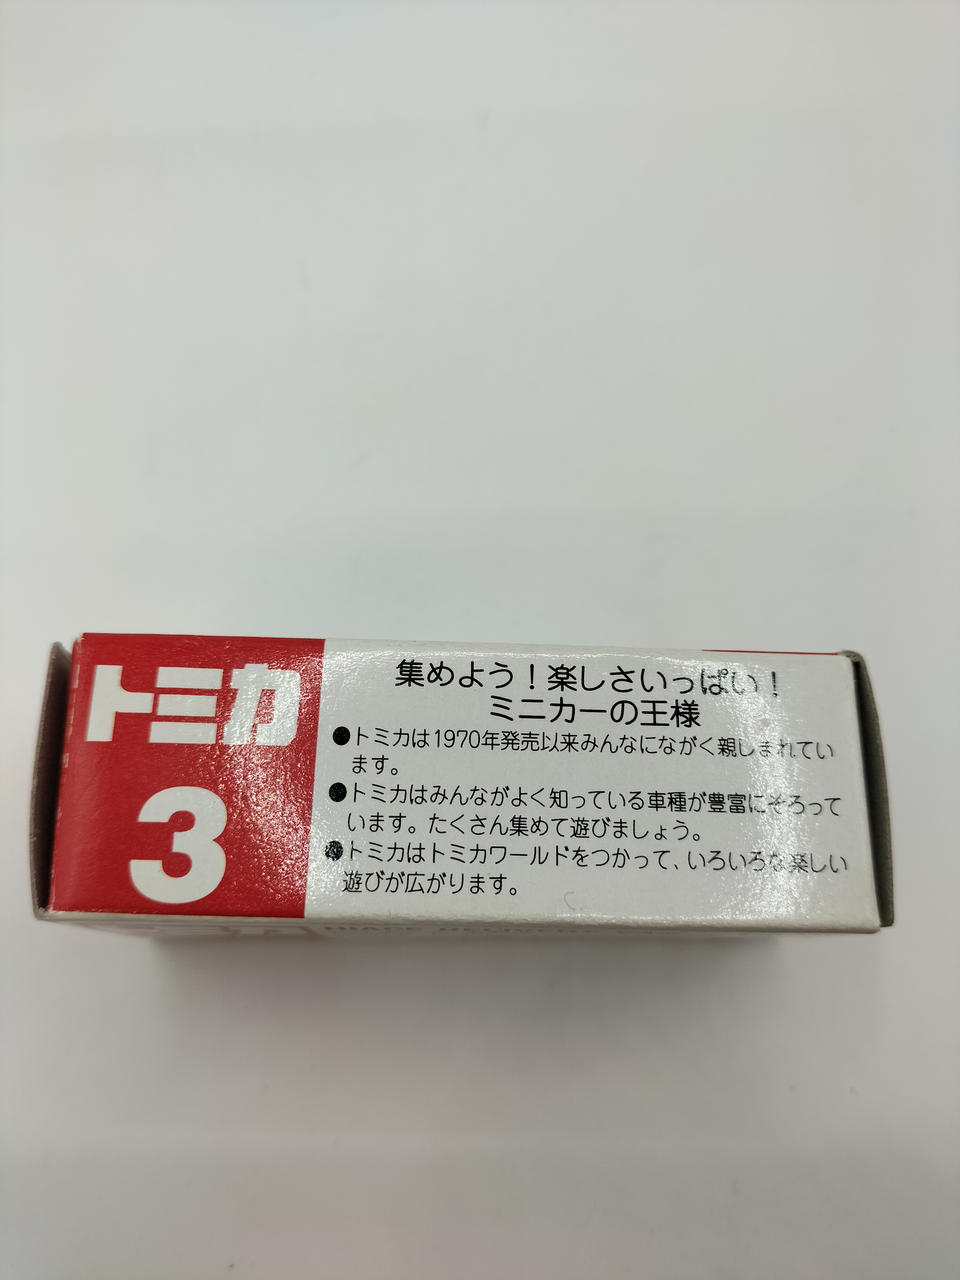 トミカ
3
集めよう！楽しさいっぱい！
ミニカーの王様
●トミカは1970年発売以来みんなにながく親しまれてい
ます。
●トミカはみんながよく知っている車種が豊富にそろって
います。たくさん集めて遊びましょう。
●トミカはトミカワールドをつかって、いろいろな楽しい
遊びが広がります。